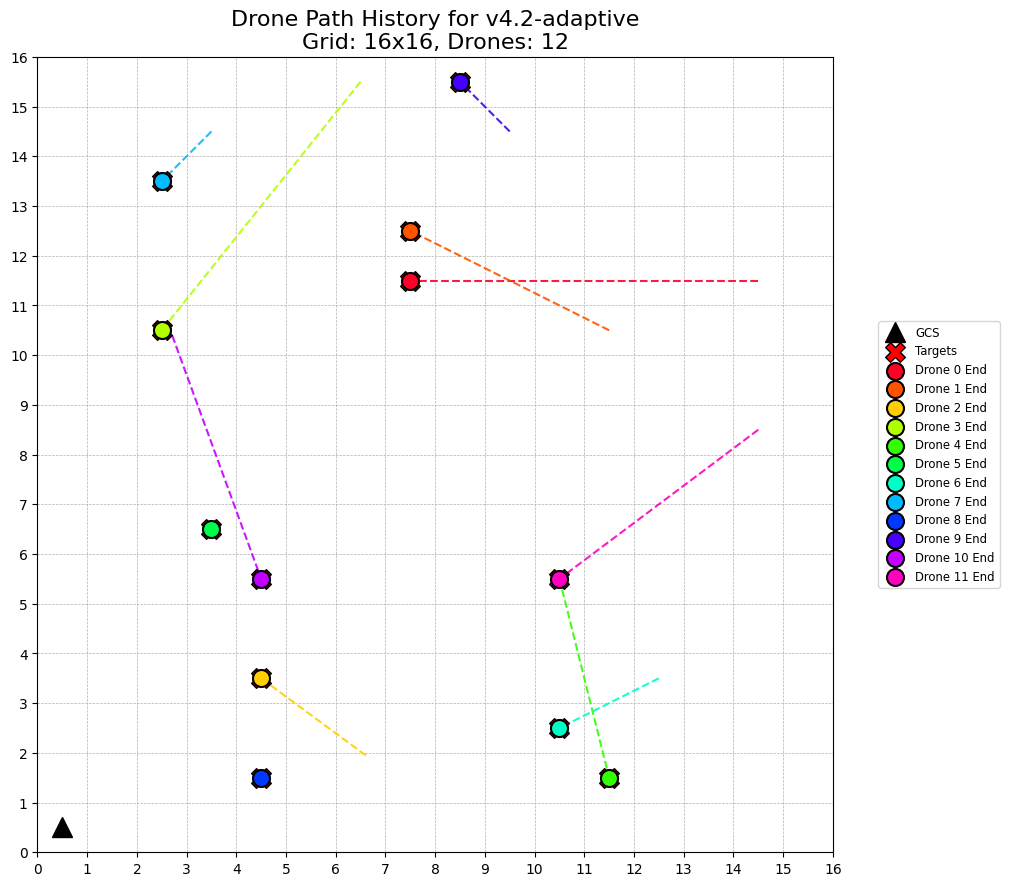 Drone Path History for v4.2-adaptive
Grid: 16x16, Drones: 12
16
15
14
13
12
11
10
9
8
7
6
5
4
3
2
1
0
0 1 2 3 4 5 6 7 8 9 10 11 12 13 14 15 16
GCS
Targets
Drone 0 End
Drone 1 End
Drone 2 End
Drone 3 End
Drone 4 End
Drone 5 End
Drone 6 End
Drone 7 End
Drone 8 End
Drone 9 End
Drone 10 End
Drone 11 End